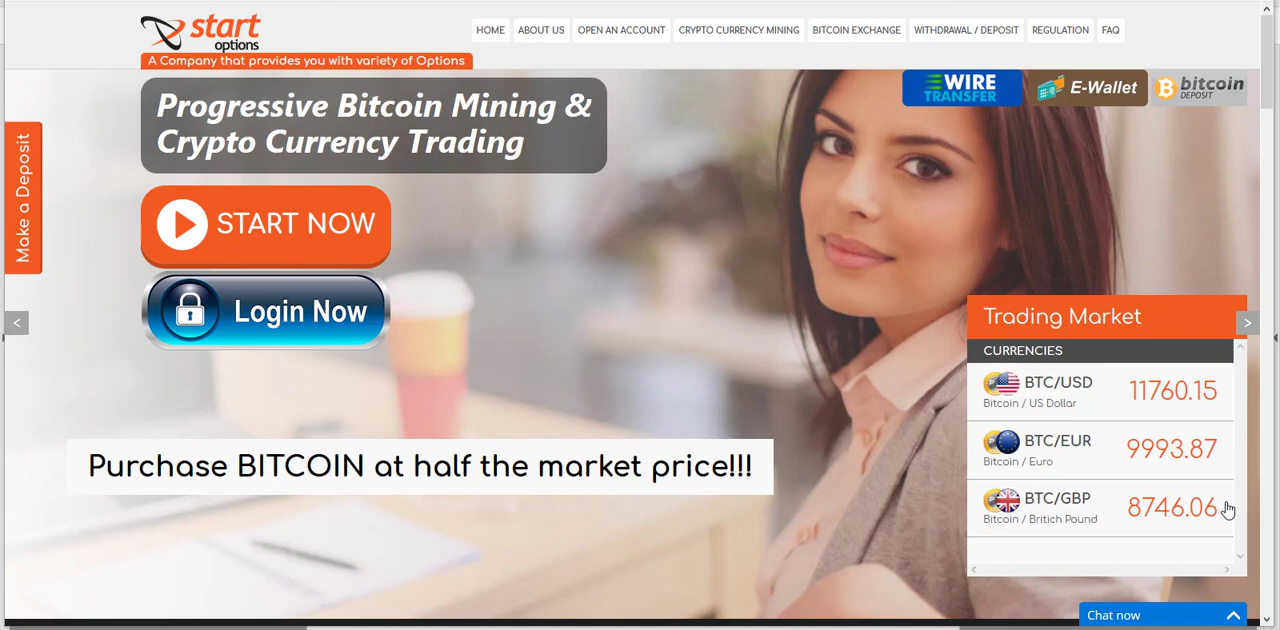 start
options
A Company that provides you with variety of Options
HOME
ABOUT US
OPEN AN ACCOUNT
CRYPTO CURRENCY MINING
BITCOIN EXCHANGE
WITHDRAWAL / DEPOSIT
REGULATION
FAQ
WIRE
TRANSFER
E-Wallet
bitcoin
DEPOSIT
Make a Deposit
Progressive Bitcoin Mining &
Crypto Currency Trading
START NOW
Login Now
<
Purchase BITCOIN at half the market price!!!
Trading Market
>
CURRENCIES
BTC/USD
Bitcoin / US Dollar
11760.15
BTC/EUR
Bitcoin / Euro
9993.87
BTC/GBP
Bitcoin / Britich Pound
8746.06
Chat now